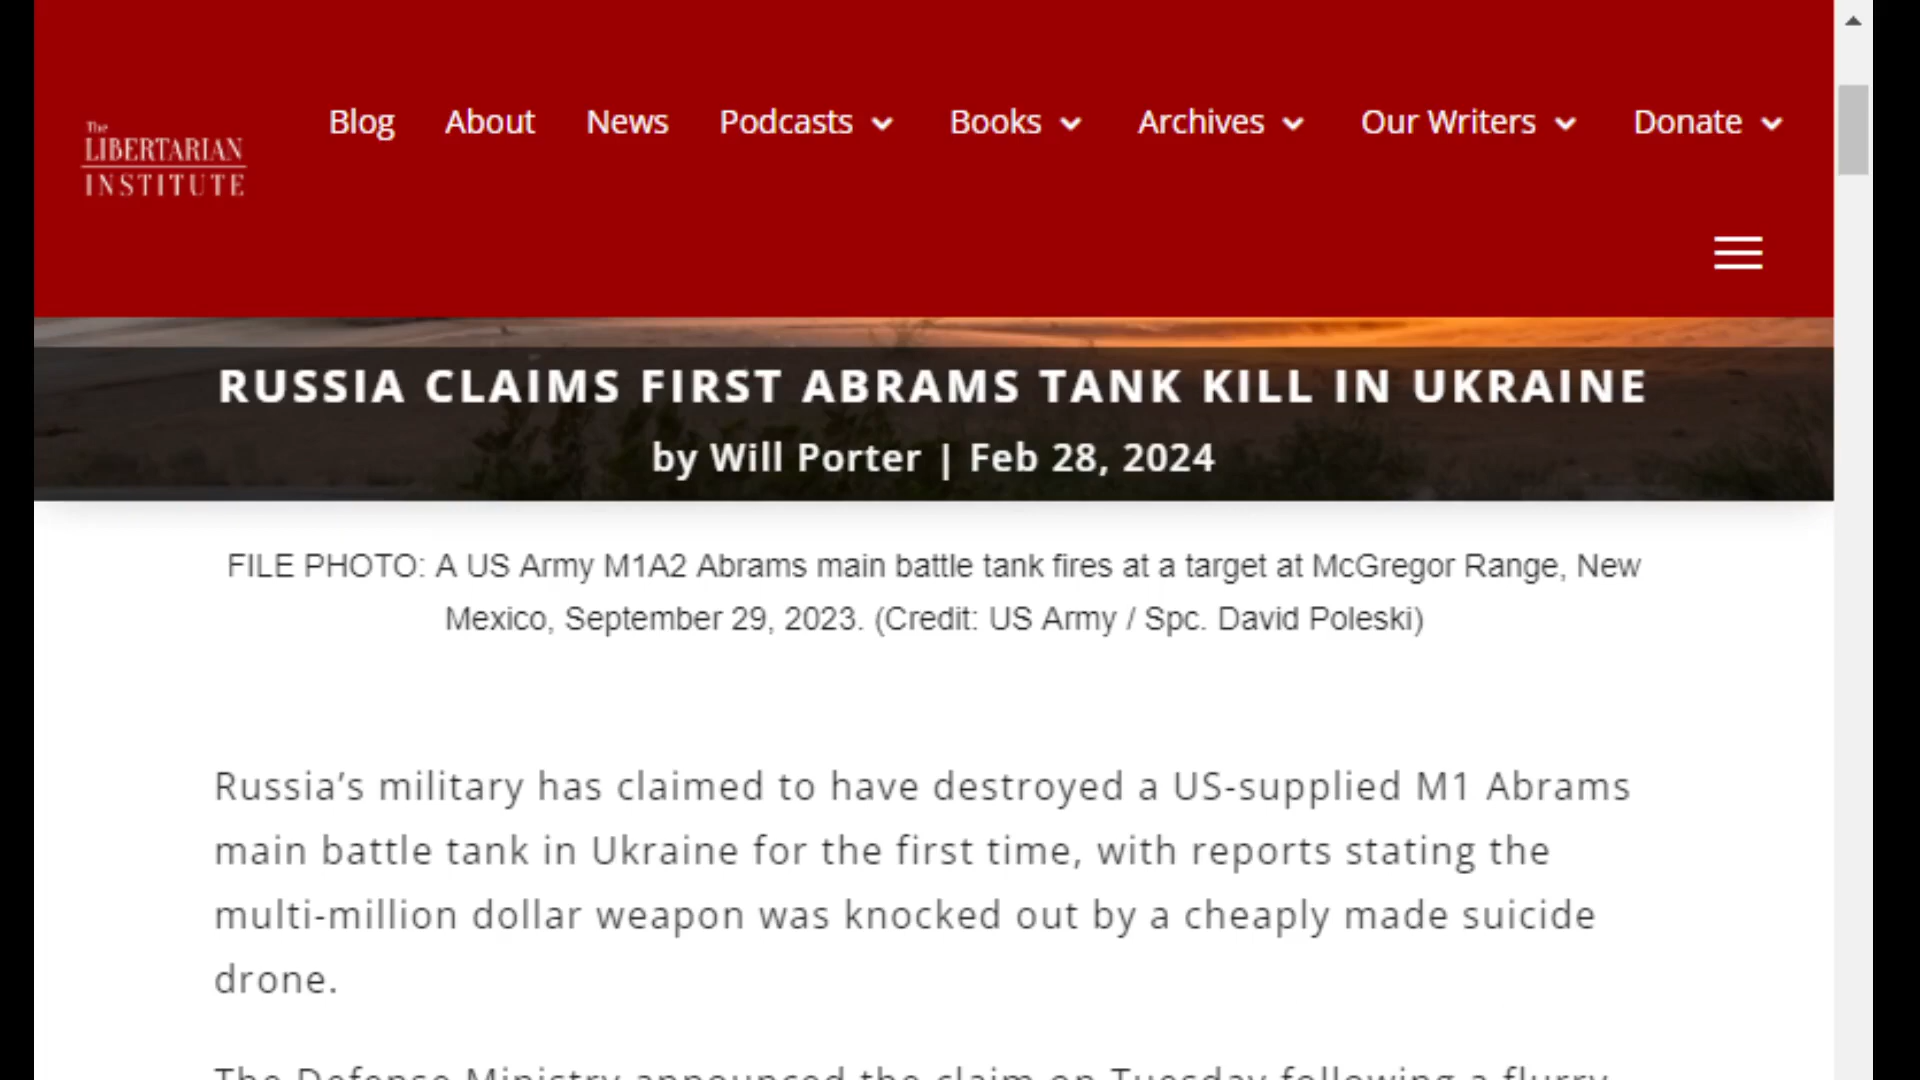 Blog About News Podcasts Books Archives Our Writers Donate
The
LIBERTARIAN
INSTITUTE
RUSSIA CLAIMS FIRST ABRAMS TANK KILL IN UKRAINE
by Will Porter | Feb 28, 2024
FILE PHOTO: A US Army M1A2 Abrams main battle tank fires at a target at McGregor Range, New
Mexico, September 29, 2023. (Credit: US Army / Spc. David Poleski)
Russia’s military has claimed to have destroyed a US-supplied M1 Abrams
main battle tank in Ukraine for the first time, with reports stating the
multi-million dollar weapon was knocked out by a cheaply made suicide
drone.
The Defense Ministry announced the claim on Tuesday following a flurry